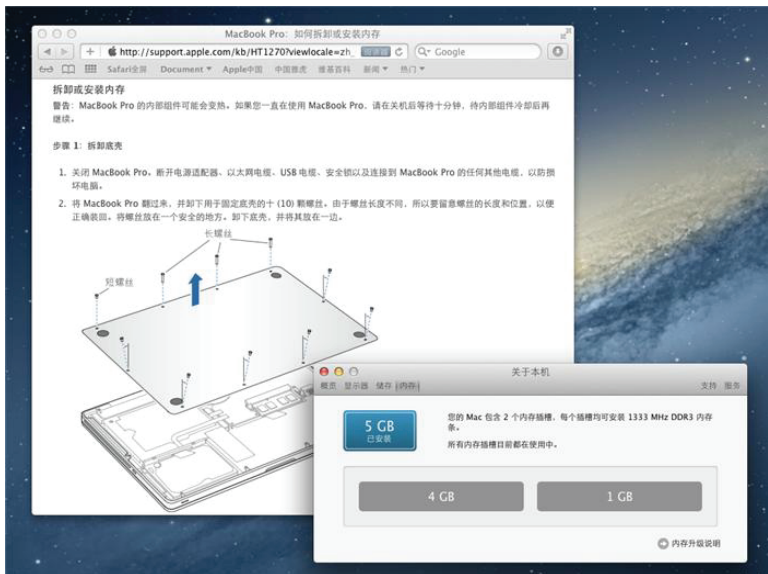 MacBook Pro：如何拆卸或安装内存
http://support.apple.com/kb/HT1270?viewlocale=zh_ 阅读器
Google
Safari全屏 Document Apple中国 中国雅虎 维基百科 新闻 热门
拆卸或安装内存
警告：MacBook Pro 的内部组件可能会变热。如果您一直在使用 MacBook Pro，请在关机后等待十分钟，待内部组件冷却后再
继续。
步骤 1：拆卸底壳
1. 关闭 MacBook Pro。断开电源适配器、以太网电缆、USB 电缆、安全锁以及连接到 MacBook Pro 的任何其他电缆，以防损
坏电脑。
2. 将 MacBook Pro 翻过来，并卸下用于固定底壳的十 (10) 颗螺丝。由于螺丝长度不同，所以要留意螺丝的长度和位置，以便
正确装回。将螺丝放在一个安全的地方。卸下底壳，并将其放在一边。
长螺丝
短螺丝
关于本机
概览 显示器 储存 内存 支持 服务
5 GB
已安装
您的 Mac 包含 2 个内存插槽，每个插槽均可安装 1333 MHz DDR3 内存
条。
所有内存插槽目前都在使用中。
4 GB 1 GB
内存升级说明